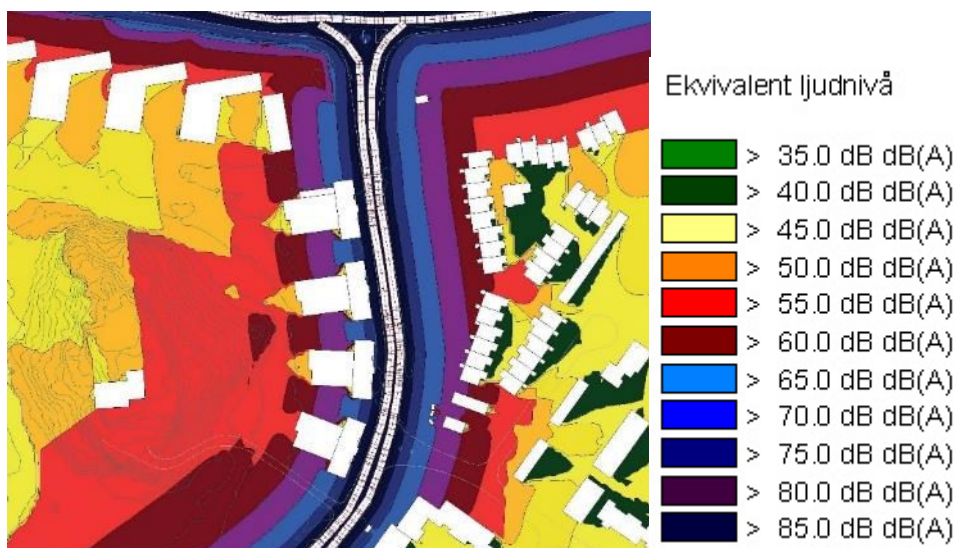 Ekvivalent ljudnivå
> 35.0 dB dB(A)
> 40.0 dB dB(A)
> 45.0 dB dB(A)
> 50.0 dB dB(A)
> 55.0 dB dB(A)
> 60.0 dB dB(A)
> 65.0 dB dB(A)
> 70.0 dB dB(A)
> 75.0 dB dB(A)
> 80.0 dB dB(A)
> 85.0 dB dB(A)